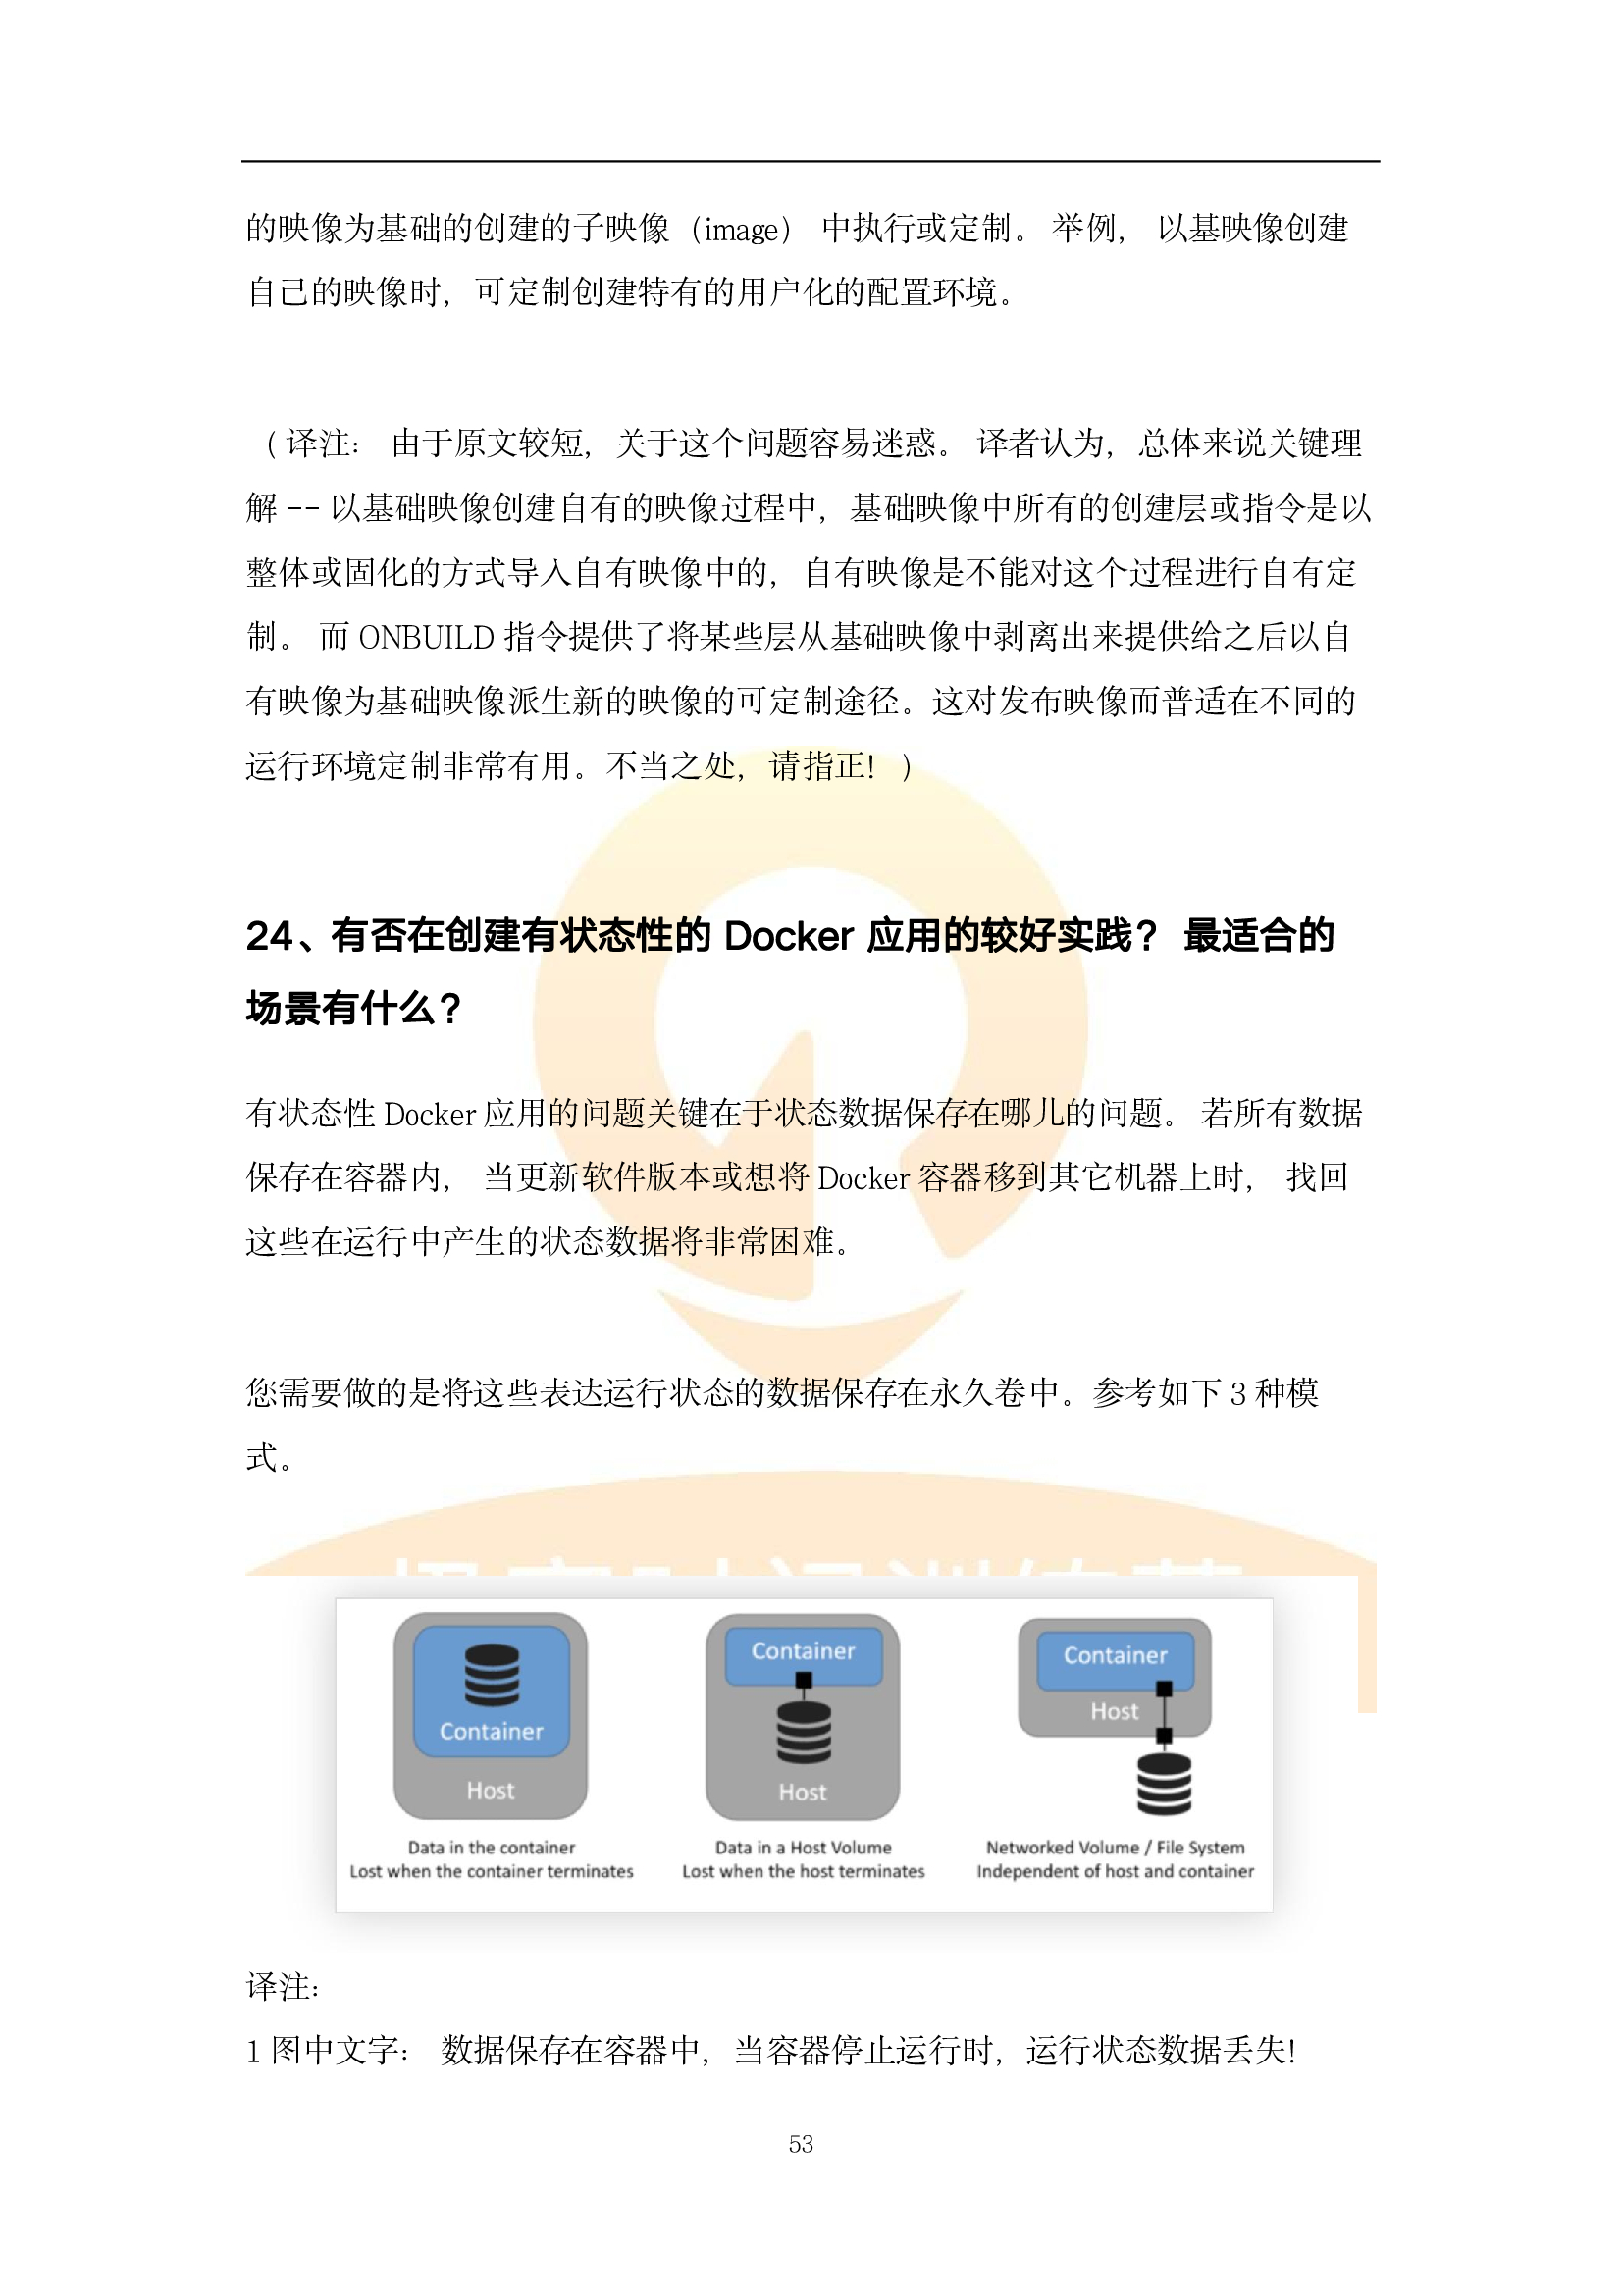 的映像为基础的创建的子映像（image） 中执行或定制。 举例， 以基映像创建
自己的映像时，可定制创建特有的用户化的配置环境。
（ 译注： 由于原文较短，关于这个问题容易迷惑。 译者认为，总体来说关键理
解 -- 以基础映像创建自有的映像过程中，基础映像中所有的创建层或指令是以
整体或固化的方式导入自有映像中的，自有映像是不能对这个过程进行自有定
制。 而 ONBUILD 指令提供了将某些层从基础映像中剥离出来提供给之后以自
有映像为基础映像派生新的映像的可定制途径。这对发布映像而普适在不同的
运行环境定制非常有用。不当之处，请指正！ ）
24、有否在创建有状态性的 Docker 应用的较好实践？ 最适合的
场景有什么？
有状态性 Docker 应用的问题关键在于状态数据保存在哪儿的问题。 若所有数据
保存在容器内， 当更新软件版本或想将 Docker 容器移到其它机器上时， 找回
这些在运行中产生的状态数据将非常困难。
您需要做的是将这些表达运行状态的数据保存在永久卷中。参考如下 3 种模
式。
Container
Host
Data in the container
Lost when the container terminates
Container
Host
Data in a Host Volume
Lost when the host terminates
Container
Host
Networked Volume / File System
Independent of host and container
译注：
1 图中文字： 数据保存在容器中，当容器停止运行时，运行状态数据丢失！
53